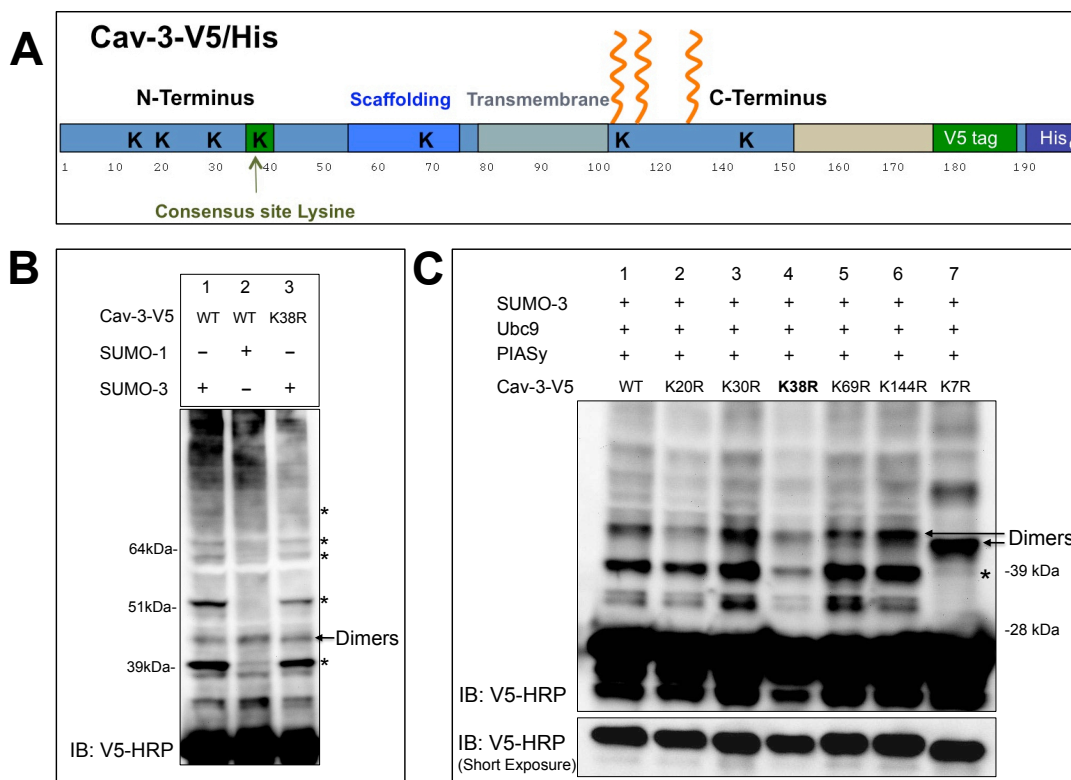 A
Cav-3-V5/His
N-Terminus Scaffolding Transmembrane C-Terminus
K K K K K K K V5 tag His
1 10 20 30 40 50 60 70 80 90 100 120 130 140 150 160 170 180 190
Consensus site Lysine
B
1 2 3
Cav-3-V5 WT WT K38R
SUMO-1 – + –
SUMO-3 + – +
*
64kDa- *
*
51kDa- *
Dimers
39kDa- *
IB: V5-HRP
C
1 2 3 4 5 6 7
SUMO-3 + + + + + + +
Ubc9 + + + + + + +
PIASy + + + + + + +
Cav-3-V5 WT K20R K30R K38R K69R K144R K7R
Dimers
* -39 kDa
-28 kDa
IB: V5-HRP
IB: V5-HRP
(Short Exposure)